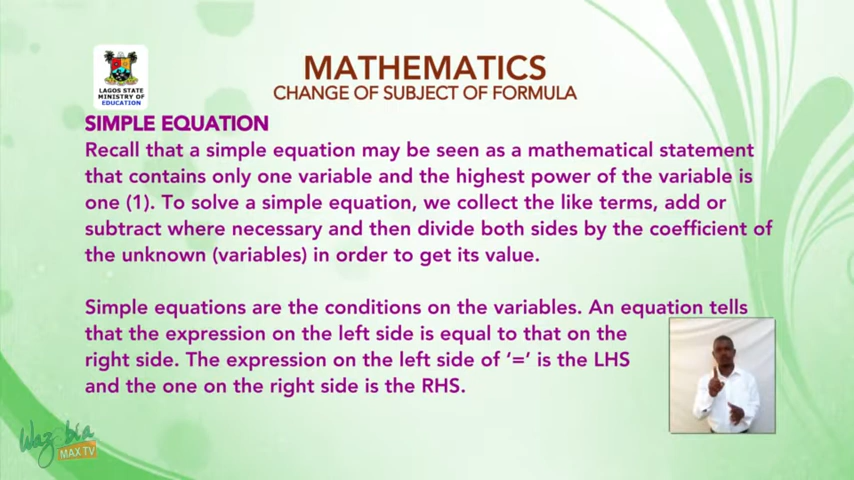 LAGOS STATE
MINISTRY OF
EDUCATION
MATHEMATICS
CHANGE OF SUBJECT OF FORMULA
SIMPLE EQUATION
Recall that a simple equation may be seen as a mathematical statement
that contains only one variable and the highest power of the variable is
one (1). To solve a simple equation, we collect the like terms, add or
subtract where necessary and then divide both sides by the coefficient of
the unknown (variables) in order to get its value.
Simple equations are the conditions on the variables. An equation tells
that the expression on the left side is equal to that on the
right side. The expression on the left side of ‘=’ is the LHS
and the one on the right side is the RHS.
Wazobia
MAX TV